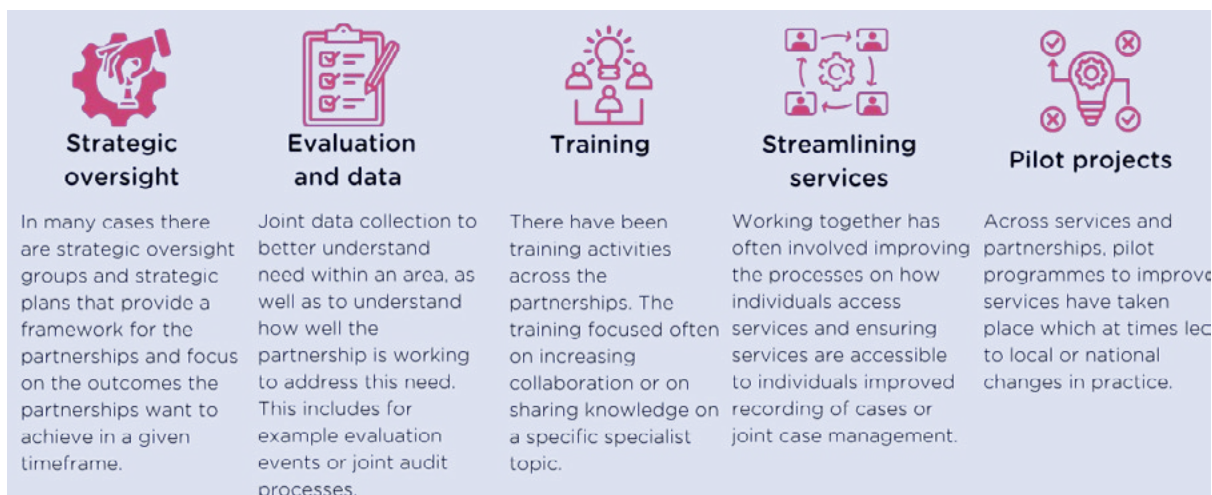 Strategic
oversight
In many cases there
are strategic oversight
groups and strategic
plans that provide a
framework for the
partnerships and focus
on the outcomes the
partnerships want to
achieve in a given
timeframe.
Evaluation
and data
Joint data collection to
better understand
need within an area, as
well as to understand
how well the
partnership is working
to address this need.
This includes for
example evaluation
events or joint audit
processes.
Training
There have been
training activities
across the
partnerships. The
training focused often
on increasing
collaboration or on
sharing knowledge on
a specific specialist
topic.
Streamlining
services
Working together has
often involved improving
the processes on how
individuals access
services and ensuring
services are accessible
to individuals improved
recording of cases or
joint case management.
Pilot projects
Across services and
partnerships, pilot
programmes to improve
services have taken
place which at times led
to local or national
changes in practice.